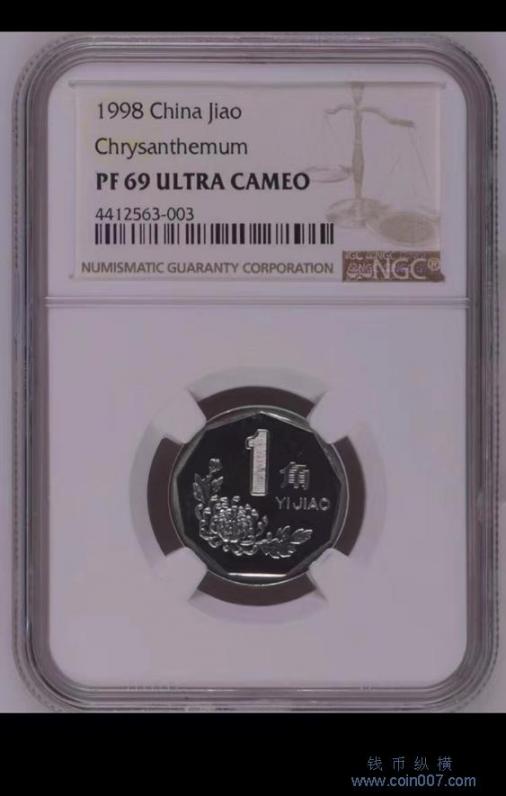 1998 China Jiao
Chrysanthemum
PF 69 ULTRA CAMEO
4412563-003
NUMISMATIC GUARANTY CORPORATION
NGC®
1
角
YI JIAO
钱币纵横
www.coin007.com